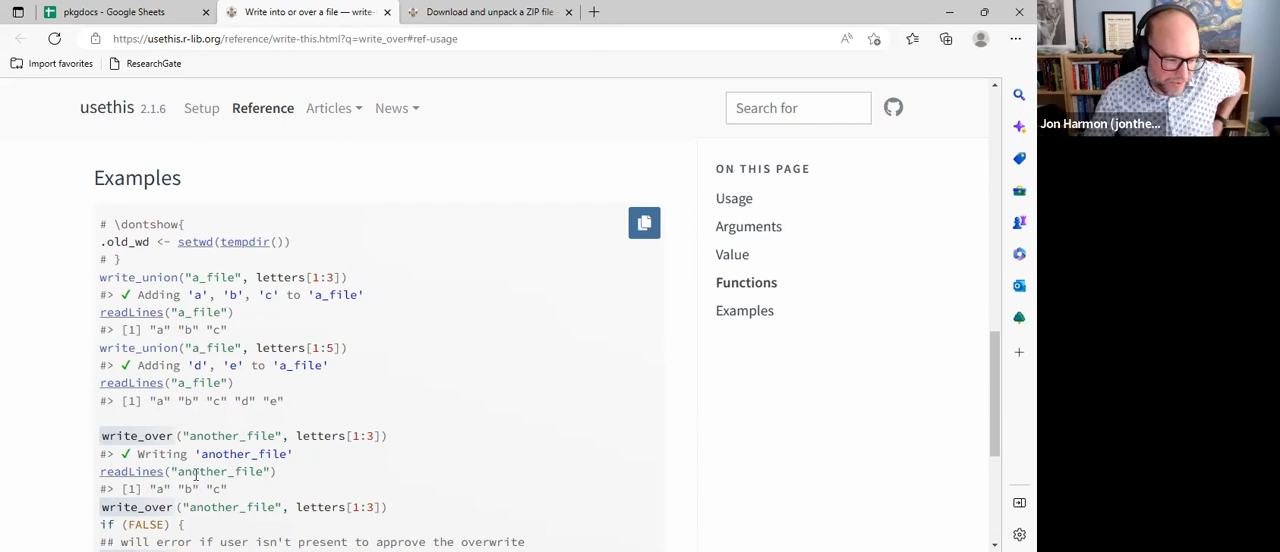 pkgdocs - Google Sheets
Write into or over a file — write-
Download and unpack a ZIP file
https://usethis.r-lib.org/reference/write-this.html?q=write_over#ref-usage
Import favorites
ResearchGate
usethis 2.1.6 Setup Reference Articles News
Search for
Examples
# \dontshow{
.old_wd <- setwd(tempdir())
# }
write_union("a_file", letters[1:3])
#> ✓ Adding 'a', 'b', 'c' to 'a_file'
readLines("a_file")
#> [1] "a" "b" "c"
write_union("a_file", letters[1:5])
#> ✓ Adding 'd', 'e' to 'a_file'
readLines("a_file")
#> [1] "a" "b" "c" "d" "e"
write_over("another_file", letters[1:3])
#> ✓ Writing 'another_file'
readLines("another_file")
#> [1] "a" "b" "c"
write_over("another_file", letters[1:3])
if (FALSE) {
## will error if user isn't present to approve the overwrite
ON THIS PAGE
Usage
Arguments
Value
Functions
Examples
Jon Harmon (jonthe...